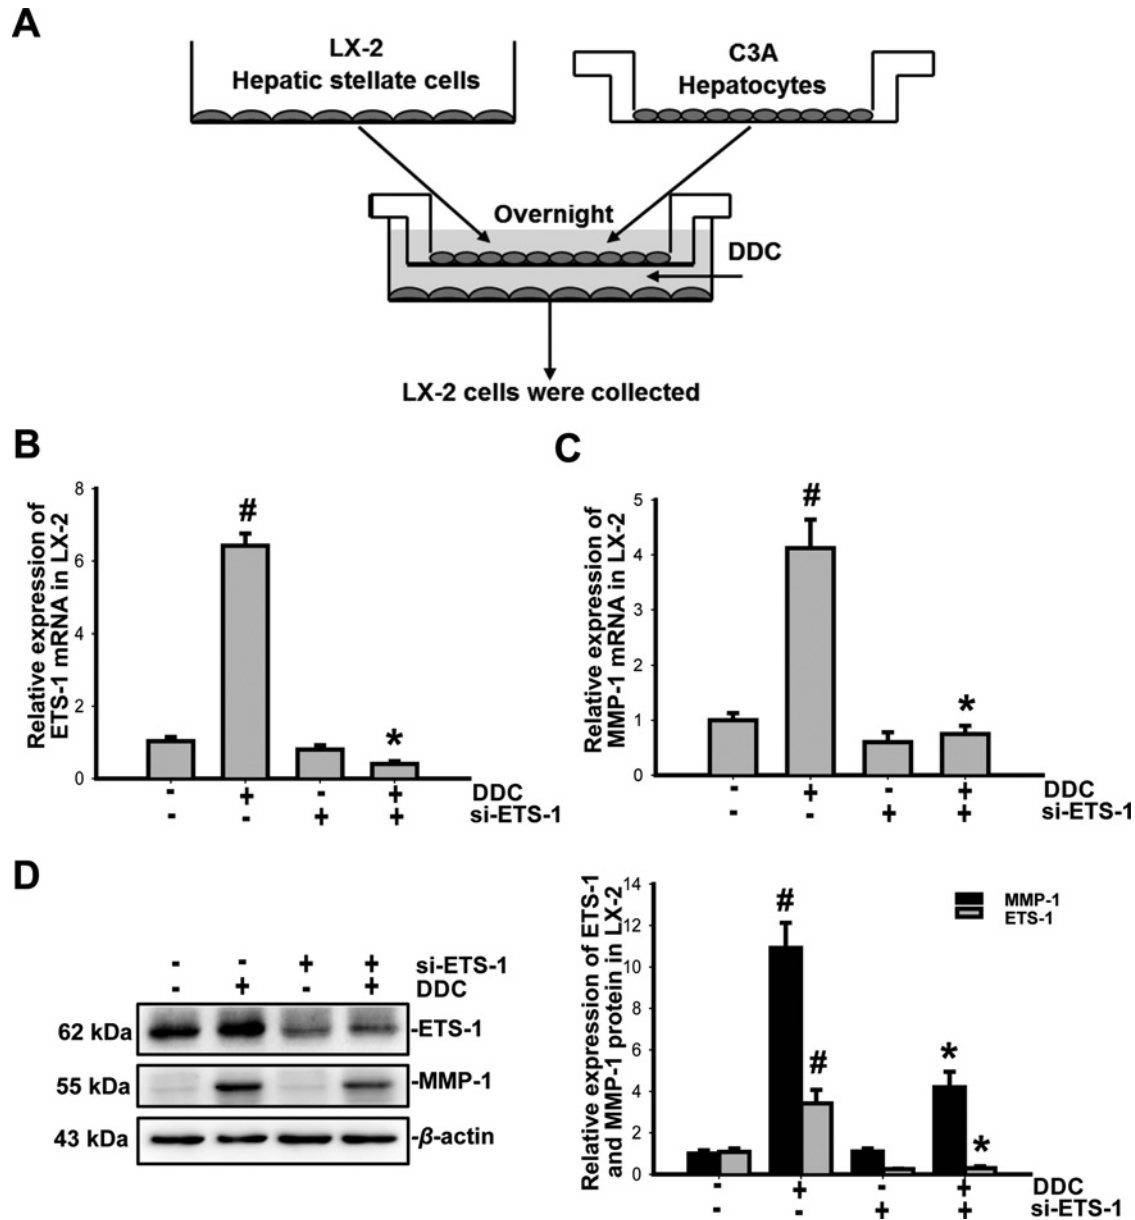 A
LX-2
Hepatic stellate cells
C3A
Hepatocytes
Overnight
DDC
LX-2 cells were collected
B
Relative expression of
ETS-1 mRNA in LX-2
8
6
4
2
0
#
*
- + - + DDC
- - + + si-ETS-1
C
Relative expression of
MMP-1 mRNA in LX-2
5
4
3
2
1
0
#
*
- + - + DDC
- - + + si-ETS-1
D
- - + + si-ETS-1
- + - + DDC
62 kDa -ETS-1
55 kDa -MMP-1
43 kDa -β-actin
Relative expression of ETS-1
and MMP-1 protein in LX-2
14
12
10
8
6
4
2
0
MMP-1
ETS-1
#
#
*
*
- + - + DDC
- - + + si-ETS-1